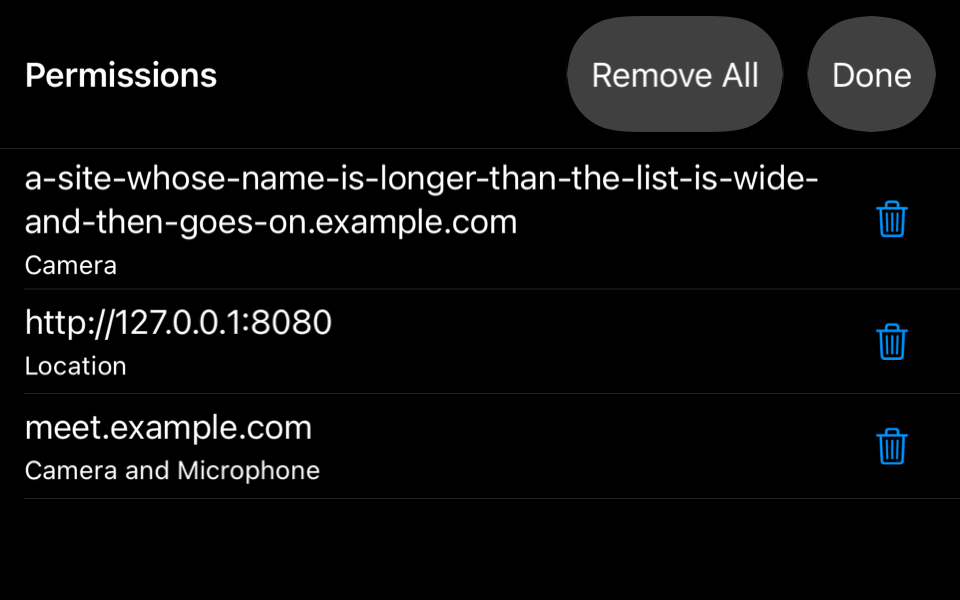 Permissions
Remove All
Done
a-site-whose-name-is-longer-than-the-list-is-wide-
and-then-goes-on.example.com
Camera
http://127.0.0.1:8080
Location
meet.example.com
Camera and Microphone